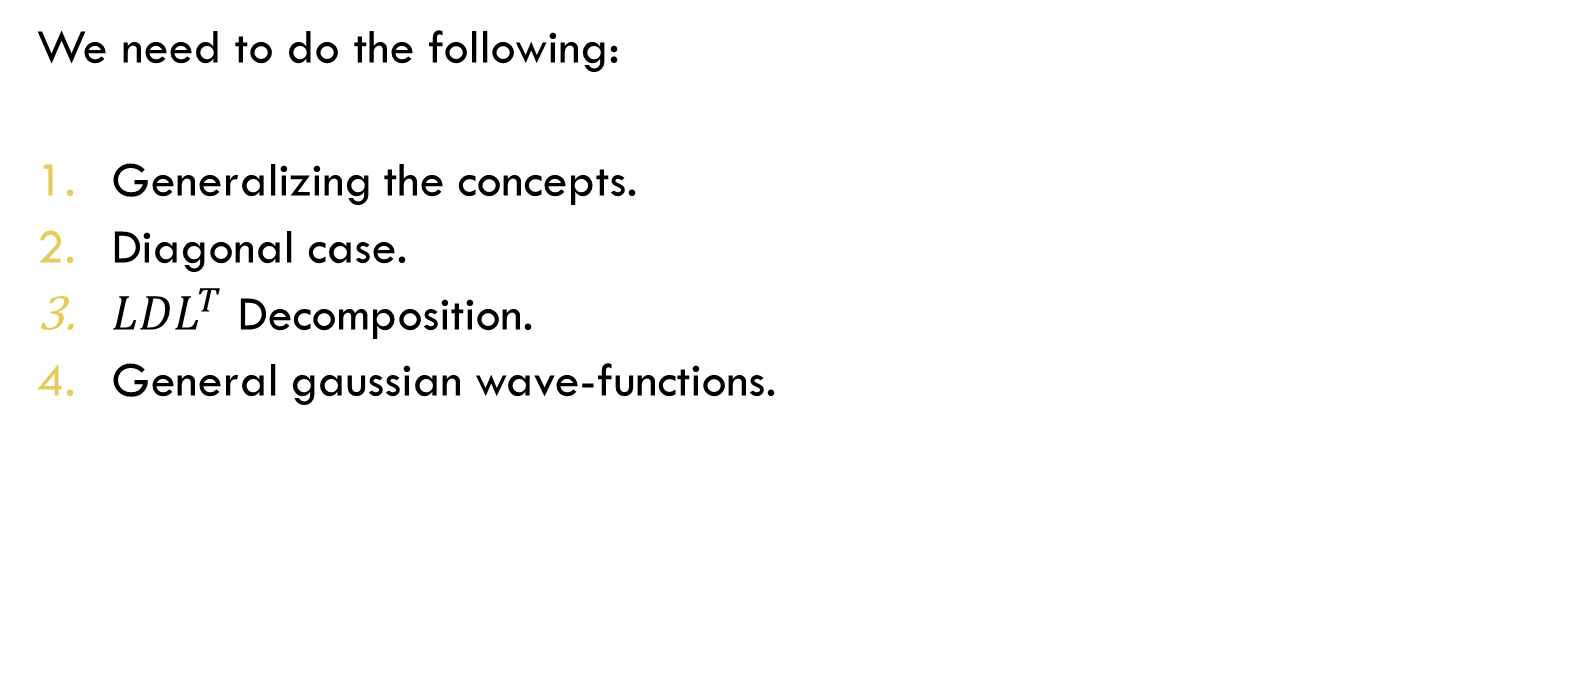 We need to do the following:
1. Generalizing the concepts.
2. Diagonal case.
3. $LDL^T$ Decomposition.
4. General gaussian wave-functions.